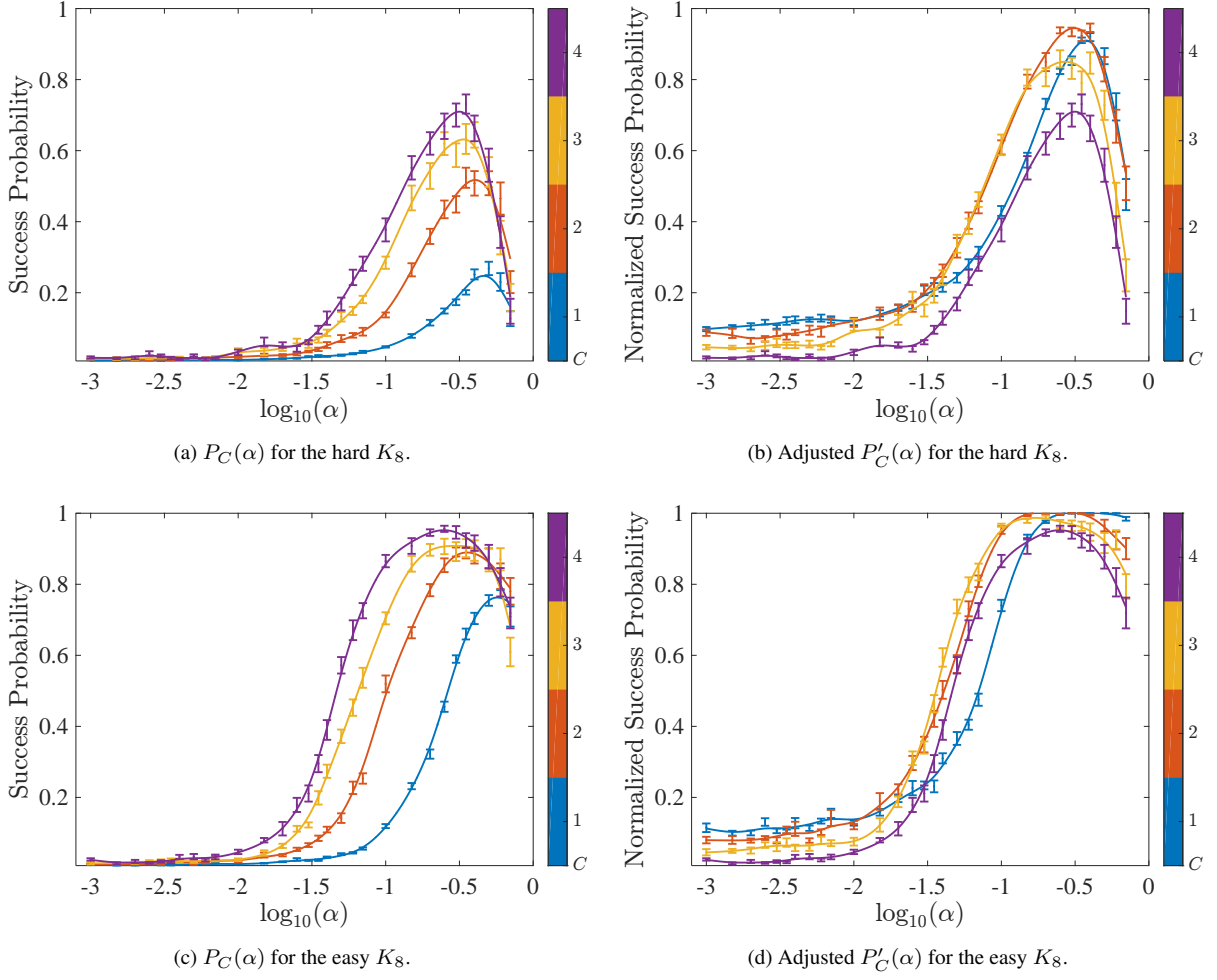 1
0.8
0.6
0.4
0.2
-3 -2.5 -2 -1.5 -1 -0.5 0
Success Probability
log₁₀(α)
4
3
2
1
C
(a) P_C(α) for the hard K₈.
1
0.8
0.6
0.4
0.2
-3 -2.5 -2 -1.5 -1 -0.5 0
Normalized Success Probability
log₁₀(α)
4
3
2
1
C
(b) Adjusted P′_C(α) for the hard K₈.
1
0.8
0.6
0.4
0.2
-3 -2.5 -2 -1.5 -1 -0.5 0
Success Probability
log₁₀(α)
4
3
2
1
C
(c) P_C(α) for the easy K₈.
1
0.8
0.6
0.4
0.2
-3 -2.5 -2 -1.5 -1 -0.5 0
Normalized Success Probability
log₁₀(α)
4
3
2
1
C
(d) Adjusted P′_C(α) for the easy K₈.